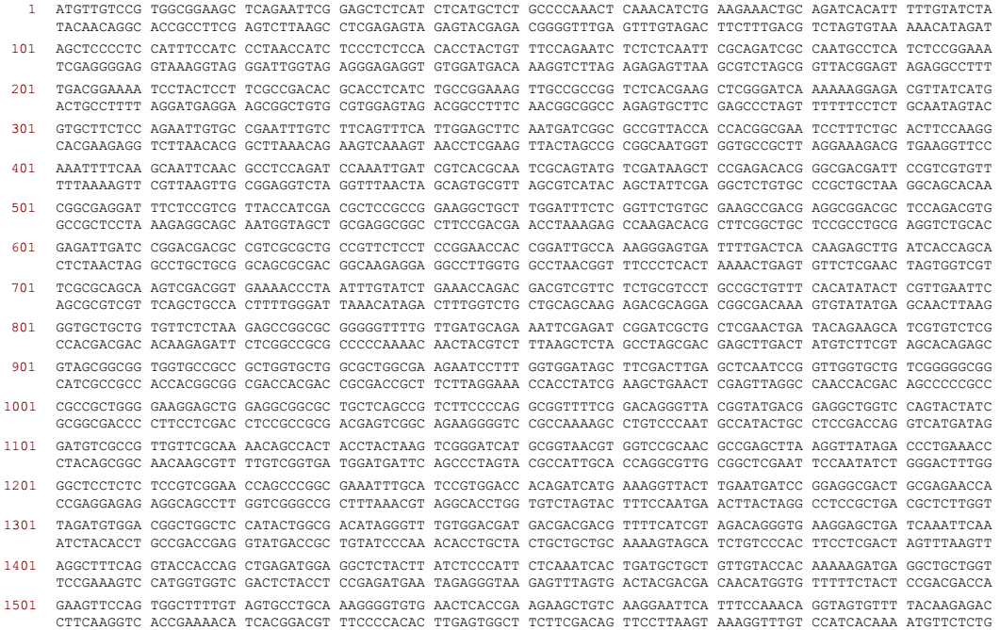 1 ATGTTGTCCG TGGCGGAAGC TCAGAATTCG GAGCTCTCAT CTCATGCTCT GCCCCAAACT CAAACATCTG AAGAAACTGC AGATCACATT TTTGTATCTA
TACAACAGGC ACCGCCTTCG AGTCTTAAGC CTCGAGAGTA GAGTACGAGA CGGGGTTTGA GTTTGTAGAC TTCTTTGACG TCTAGTGTAA AAACATAGAT
101 AGCTCCCCTC CATTTCCATC CCTAACCATC TCCCTCTCCA CACCTACTGT TTCCAGAATC TCTCTCAATT CGCAGATCGC CAATGCCTCA TCTCCGGAAA
TCGAGGGGAG GTAAAGGTAG GGATTGGTAG AGGGAGAGGT GTGGATGACA AAGGTCTTAG AGAGAGTTAA GCGTCTAGCG GTTACGGAGT AGAGGCCTTT
201 TGACGGAAAA TCCTACTCCT TCGCCGACAC GCACCTCATC TGCCGGAAAG TTGCCGCCGG TCTCACGAAG CTCGGGATCA AAAAAGGAGA CGTTATCATG
ACTGCCTTTT AGGATGAGGA AGCGGCTGTG CGTGGAGTAG ACGGCCTTTC AACGGCGGCC AGAGTGCTTC GAGCCCTAGT TTTTTCCTCT GCAATAGTAC
301 GTGCTTCTCC AGAATTGTGC CGAATTTGTC TTCAGTTTCA TTGGAGCTTC AATGATCGGC GCCGTTACCA CCACGGCGAA TCCTTTCTGC ACTTCCAAGG
CACGAAGAGG TCTTAACACG GCTTAAACAG AAGTCAAAGT AACCTCGAAG TTACTAGCCG CGGCAATGGT GGTGCCGCTT AGGAAAGACG TGAAGGTTCC
401 AAATTTTCAA GCAATTCAAC GCCTCCAGAT CCAAATTGAT CGTCACGCAA TCGCAGTATG TCGATAAGCT CCGAGACACG GGCGACGATT CCGTCGTGTT
TTTAAAAGTT CGTTAAGTTG CGGAGGTCTA GGTTTAACTA GCAGTGCGTT AGCGTCATAC AGCTATTCGA GGCTCTGTGC CCGCTGCTAA GGCAGCACAA
501 CGGCGAGGAT TTCTCCGTCG TTACCATCGA CGCTCCGCCG GAAGGCTGCT TGGATTTCTC GGTTCTGTGC GAAGCCGACG AGGCGGACGC TCCAGACGTG
GCCGCTCCTA AAGAGGCAGC AATGGTAGCT GCGAGGCGGC CTTCCGACGA ACCTAAAGAG CCAAGACACG CTTCGGCTGC TCCGCCTGCG AGGTCTGCAC
601 GAGATTGATC CGGACGACGC CGTCGCGCTG CCGTTCTCCT CCGGAACCAC CGGATTGCCA AAGGGAGTGA TTTTGACTCA CAAGAGCTTG ATCACCAGCA
CTCTAACTAG GCCTGCTGCG GCAGCGCGAC GGCAAGAGGA GGCCTTGGTG GCCTAACGGT TTCCCTCACT AAAACTGAGT GTTCTCGAAC TAGTGGTCGT
701 TCGCGCAGCA AGTCGACGGT GAAAACCCTA ATTTGTATCT GAAACCAGAC GACGTCGTTC TCTGCGTCCT GCCGCTGTTT CACATATACT CGTTGAATTC
AGCGCGTCGT TCAGCTGCCA CTTTTGGGAT TAAACATAGA CTTTGGTCTG CTGCAGCAAG AGACGCAGGA CGGCGACAAA GTGTATATGA GCAACTTAAG
801 GGTGCTGCTG TGTTCTCTAA GAGCCGGCGC GGGGGTTTTG TTGATGCAGA AATTCGAGAT CGGATCGCTG CTCGAACTGA TACAGAAGCA TCGTGTCTCG
CCACGACGAC ACAAGAGATT CTCGGCCGCG CCCCCAAAAC AACTACGTCT TTAAGCTCTA GCCTAGCGAC GAGCTTGACT ATGTCTTCGT AGCACAGAGC
901 GTAGCGGCGG TGGTGCCGCC GCTGGTGCTG GCGCTGGCGA AGAATCCTTT GGTGGATAGC TTCGACTTGA GCTCAATCCG GTTGGTGCTG TCGGGGGCGG
CATCGCCGCC ACCACGGCGG CGACCACGAC CGCGACCGCT TCTTAGGAAA CCACCTATCG AAGCTGAACT CGAGTTAGGC CAACCACGAC AGCCCCCGCC
1001 CGCCGCTGGG GAAGGAGCTG GAGGCGGCGC TGCTCAGCCG TCTTCCCCAG GCGGTTTTCG GACAGGGTTA CGGTATGACG GAGGCTGGTC CAGTACTATC
GCGGCGACCC CTTCCTCGAC CTCCGCCGCG ACGAGTCGGC AGAAGGGGTC CGCCAAAAGC CTGTCCCAAT GCCATACTGC CTCCGACCAG GTCATGATAG
1101 GATGTCGCCG TTGTTCGCAA AACAGCCACT ACCTACTAAG TCGGGATCAT GCGGTAACGT GGTCCGCAAC GCCGAGCTTA AGGTTATAGA CCCTGAAACC
CTACAGCGGC AACAAGCGTT TTGTCGGTGA TGGATGATTC AGCCCTAGTA CGCCATTGCA CCAGGCGTTG CGGCTCGAAT TCCAATATCT GGGACTTTGG
1201 GGCTCCTCTC TCCGTCGGAA CCAGCCCGGC GAAATTTGCA TCCGTGGACC ACAGATCATG AAAGGTTACT TGAATGATCC GGAGGCGACT GCGAGAACCA
CCGAGGAGAG AGGCAGCCTT GGTCGGGCCG CTTTAAACGT AGGCACCTGG TGTCTAGTAC TTTCCAATGA ACTTACTAGG CCTCCGCTGA CGCTCTTGGT
1301 TAGATGTGGA CGGCTGGCTC CATACTGGCG ACATAGGGTT TGTGGACGAT GACGACGACG TTTTCATCGT AGACAGGGTG AAGGAGCTGA TCAAATTCAA
ATCTACACCT GCCGACCGAG GTATGACCGC TGTATCCCAA ACACCTGCTA CTGCTGCTGC AAAAGTAGCA TCTGTCCCAC TTCCTCGACT AGTTTAAGTT
1401 AGGCTTTCAG GTACCACCAG CTGAGATGGA GGCTCTACTT ATCTCCCATT CTCAAATCAC TGATGCTGCT GTTGTACCAC AAAAAGATGA GGCTGCTGGT
TCCGAAAGTC CATGGTGGTC GACTCTACCT CCGAGATGAA TAGAGGGTAA GAGTTTAGTG ACTACGACGA CAACATGGTG TTTTTCTACT CCGACGACCA
1501 GAAGTTCCAG TGGCTTTTGT AGTGCCTGCA AAGGGGTGTG AACTCACCGA AGAAGCTGTC AAGGAATTCA TTTCCAAACA GGTAGTGTTT TACAAGAGAC
CTTCAAGGTC ACCGAAAACA TCACGGACGT TTCCCCACAC TTGAGTGGCT TCTTCGACAG TTCCTTAAGT AAAGGTTTGT CCATCACAAA ATGTTCTCTG